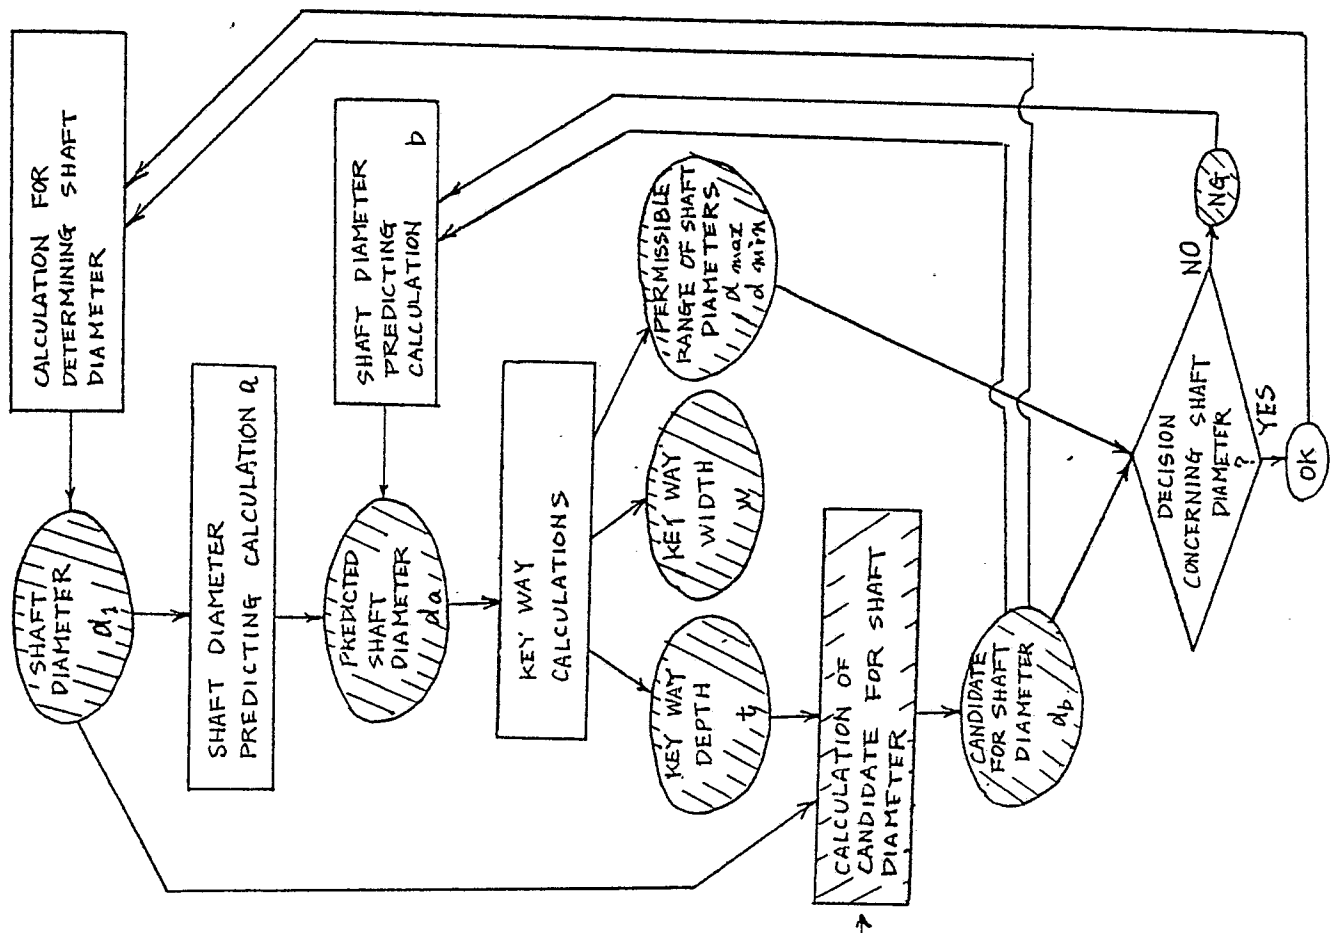 CALCULATION FOR
DETERMINING SHAFT
DIAMETER
SHAFT
DIAMETER
d1
SHAFT DIAMETER
PREDICTING CALCULATION a
SHAFT DIAMETER
PREDICTING
CALCULATION b
PREDICTED
SHAFT
DIAMETER
da
KEY WAY
CALCULATIONS
PERMISSIBLE
RANGE OF SHAFT
DIAMETERS
d max
d min
KEY WAY
WIDTH
W
KEY WAY
DEPTH
CALCULATION OF
CANDIDATE FOR SHAFT
DIAMETER
CANDIDATE
FOR SHAFT
DIAMETER
db
DECISION
CONCERNING SHAFT
DIAMETER
?
NO
NG
YES
OK